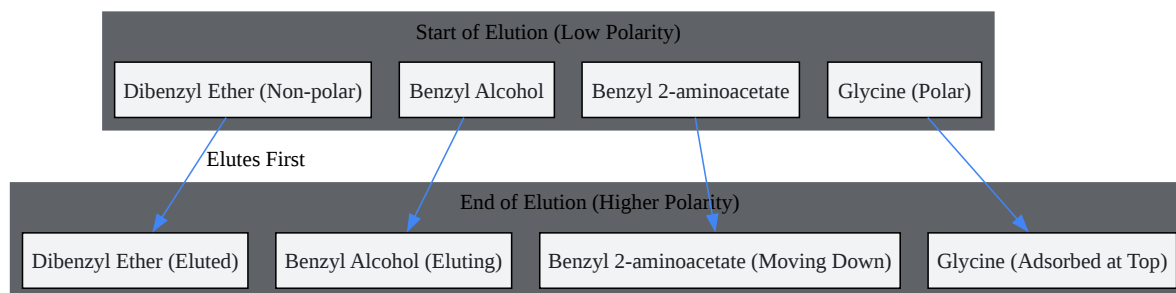 Start of Elution (Low Polarity)
Dibenzyl Ether (Non-polar)
Benzyl Alcohol
Benzyl 2-aminoacetate
Glycine (Polar)
Elutes First
End of Elution (Higher Polarity)
Dibenzyl Ether (Eluted)
Benzyl Alcohol (Eluting)
Benzyl 2-aminoacetate (Moving Down)
Glycine (Adsorbed at Top)